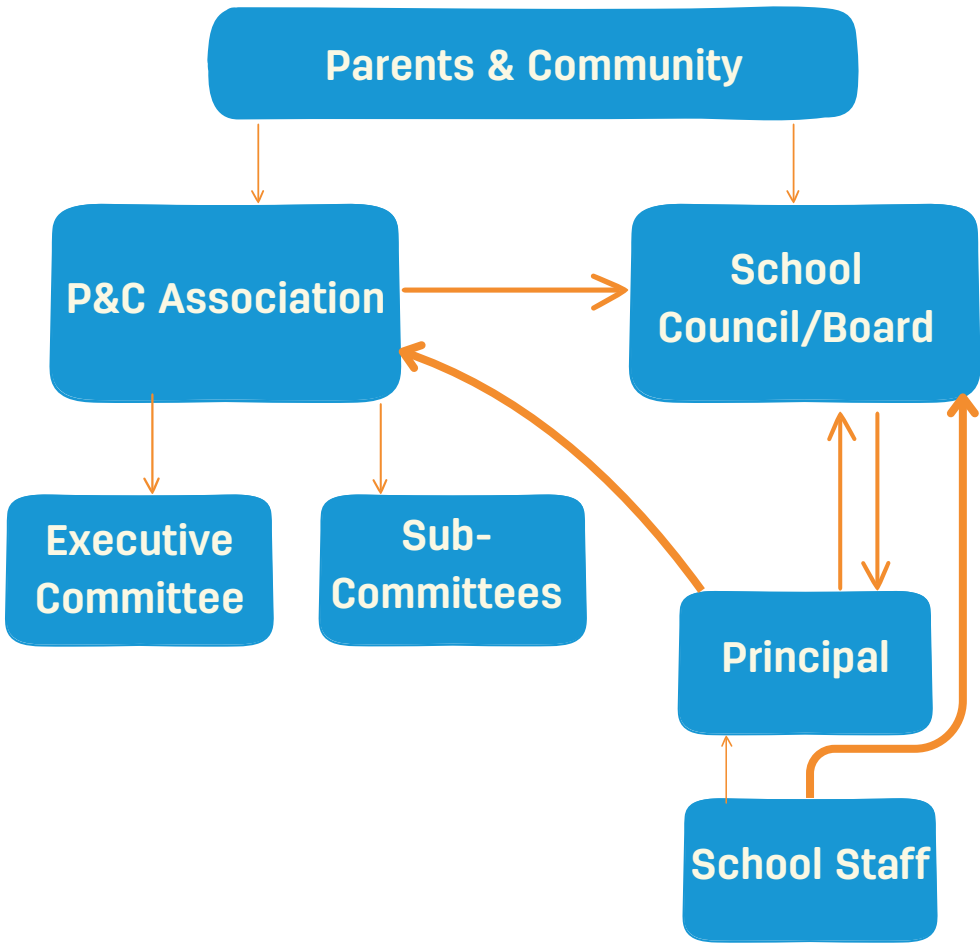 Parents & Community
P&C Association
School
Council/Board
Executive
Committee
Sub-
Committees
Principal
School Staff